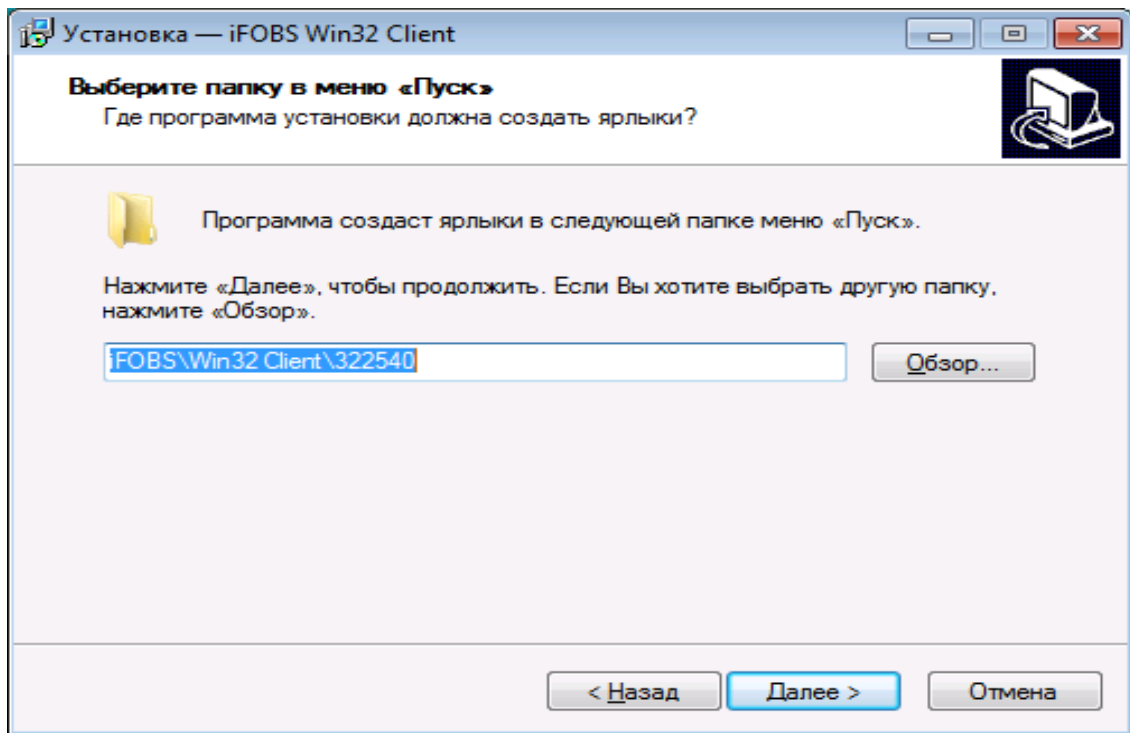 Установка — iFOBS Win32 Client
Выберите папку в меню «Пуск»
Где программа установки должна создать ярлыки?
Программа создаст ярлыки в следующей папке меню «Пуск».
Нажмите «Далее», чтобы продолжить. Если Вы хотите выбрать другую папку,
нажмите «Обзор».
iFOBS\Win32 Client\322540
Обзор...
< Назад
Далее >
Отмена